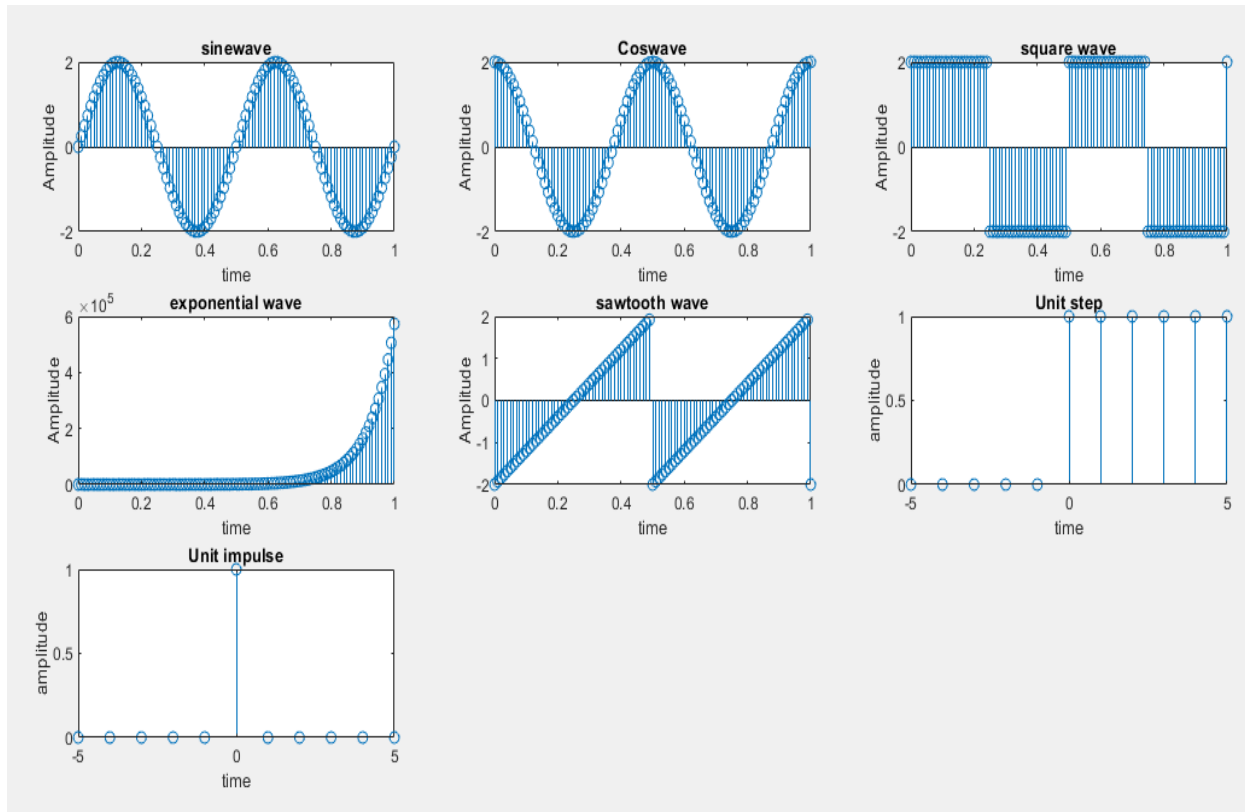 sinewave
Amplitude
2
0
-2
0 0.2 0.4 0.6 0.8 1
time
Coswave
Amplitude
2
0
-2
0 0.2 0.4 0.6 0.8 1
time
square wave
Amplitude
2
0
-2
0 0.2 0.4 0.6 0.8 1
time
exponential wave
×10⁵
Amplitude
6
4
2
0
0 0.2 0.4 0.6 0.8 1
time
sawtooth wave
Amplitude
2
1
0
-1
-2
0 0.2 0.4 0.6 0.8 1
time
Unit step
amplitude
1
0.5
0
-5 0 5
time
Unit impulse
amplitude
1
0.5
0
-5 0 5
time